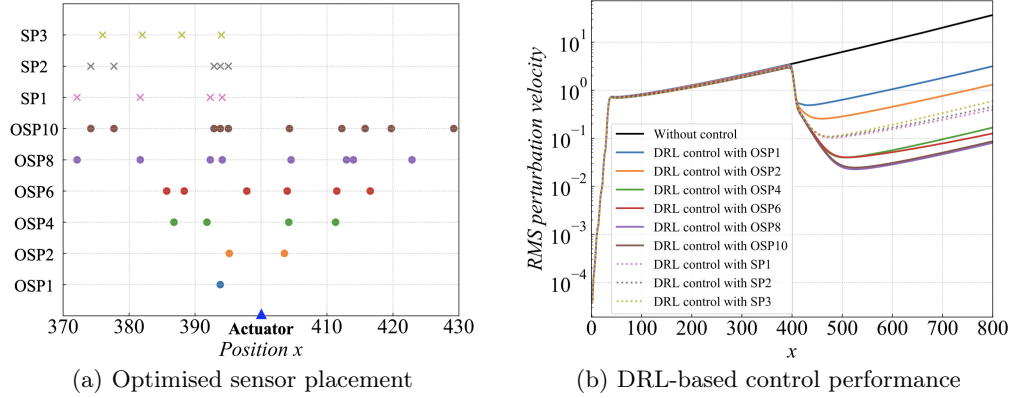 SP3
SP2
SP1
OSP10
OSP8
OSP6
OSP4
OSP2
OSP1
370 380 390 410 420 430
Actuator
Position x
(a) Optimised sensor placement
RMS perturbation velocity
10¹
10⁰
10⁻¹
10⁻²
10⁻³
10⁻⁴
Without control
DRL control with OSP1
DRL control with OSP2
DRL control with OSP4
DRL control with OSP6
DRL control with OSP8
DRL control with OSP10
DRL control with SP1
DRL control with SP2
DRL control with SP3
0 100 200 300 400 500 600 700 800
x
(b) DRL-based control performance